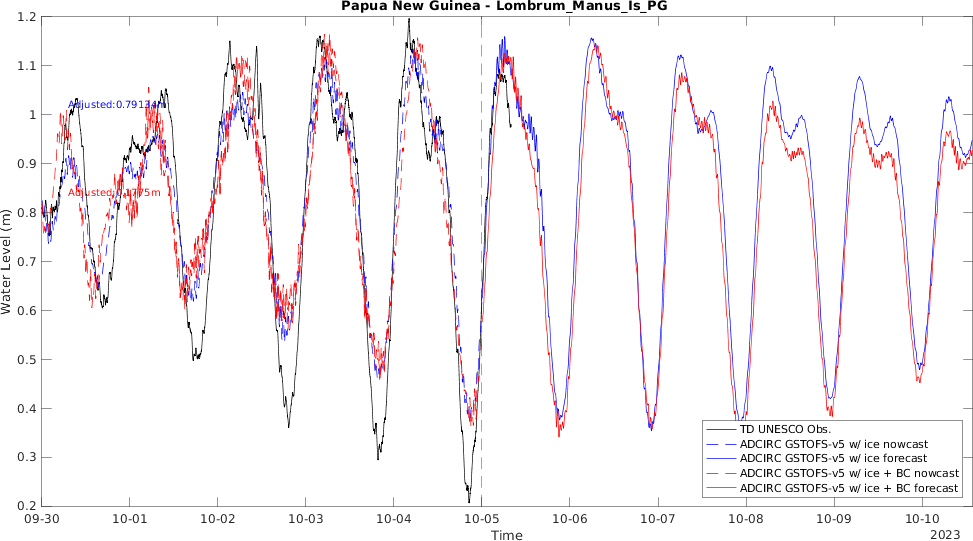 Papua New Guinea - Lombrum_Manus_Is_PG
1.2
1.1
1
0.9
0.8
0.7
0.6
0.5
0.4
0.3
0.2
Water Level (m)
Adjusted:0.79134m
TD UNESCO Obs.
ADCIRC GSTOFS-v5 w/ ice nowcast
ADCIRC GSTOFS-v5 w/ ice forecast
ADCIRC GSTOFS-v5 w/ ice + BC nowcast
ADCIRC GSTOFS-v5 w/ ice + BC forecast
09-30
10-01
10-02
10-03
10-04
10-05
10-06
10-07
10-08
10-09
10-10
Time
2023